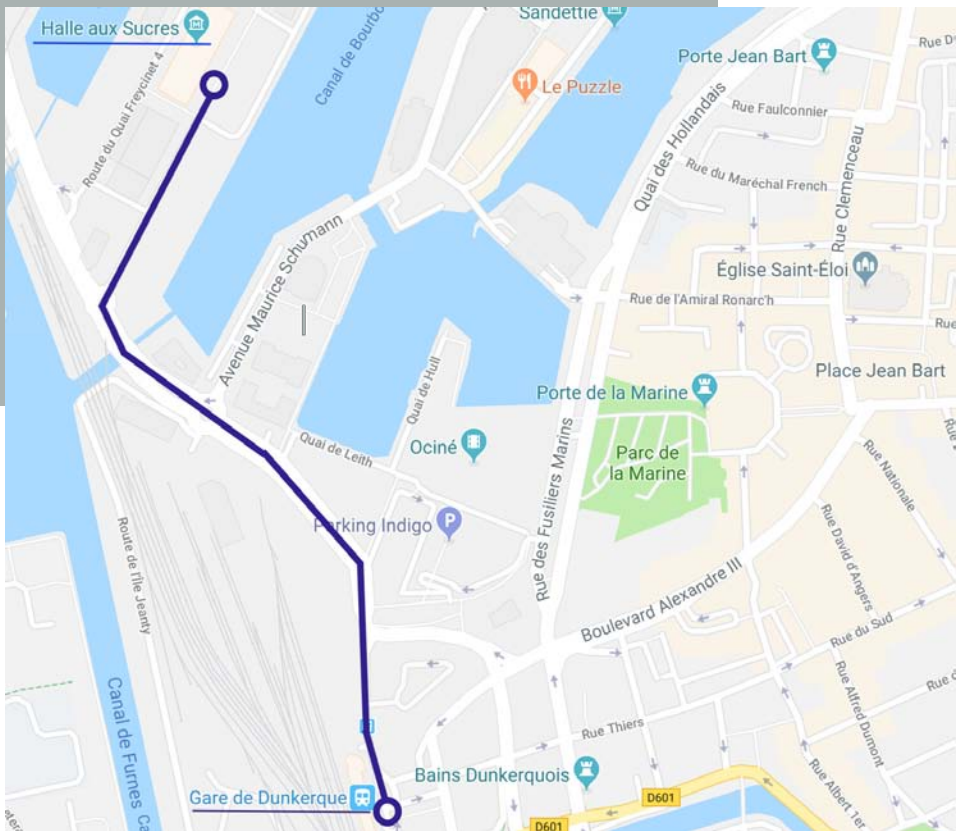 Sandettie
Halle aux Sucres
Porte Jean Bart
Canal de Bourbo
Le Puzzle
Route du Quai Freycinet 4
Rue Faulconnier
Quai des Hollandais
Rue du Maréchal French
Rue Clemenceau
Avenue Maurice Schumann
Église Saint-Éloi
Rue de l'Amiral Ronarc'h
Rue
Place Jean Bart
Quai de Hull
Porte de la Marine
Quai de Leith
Ociné
Parc de
la Marine
Rue Nationale
Rue des Fusiliers Marins
Parking Indigo
P
Rue David d'Angers
Route de l'Île Jeanty
Boulevard Alexandre III
Rue du Sud
Canal de Furnes Ca
Rue Thiers
Rue Alfred Dumont
Rue d
Bains Dunkerquois
Gare de Dunkerque
Rue Albert 1er
D601
D601